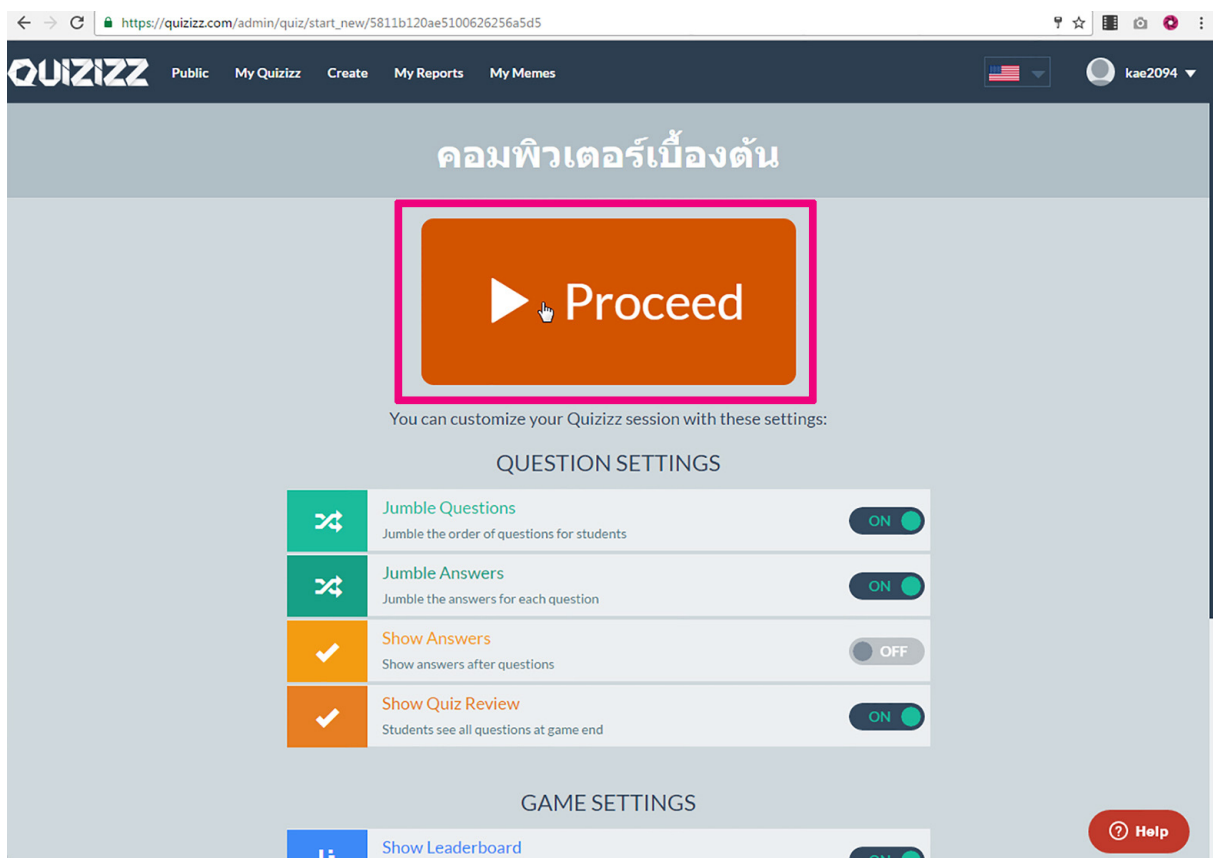 https://quizizz.com/admin/quiz/start_new/5811b120ae5100626256a5d5
QUIZIZZ Public My Quizizz Create My Reports My Memes kae2094
คอมพิวเตอร์เบื้องต้น
Proceed
You can customize your Quizizz session with these settings:
QUESTION SETTINGS
Jumble Questions
Jumble the order of questions for students
ON
Jumble Answers
Jumble the answers for each question
ON
Show Answers
Show answers after questions
OFF
Show Quiz Review
Students see all questions at game end
ON
GAME SETTINGS
Show Leaderboard
ON
Help